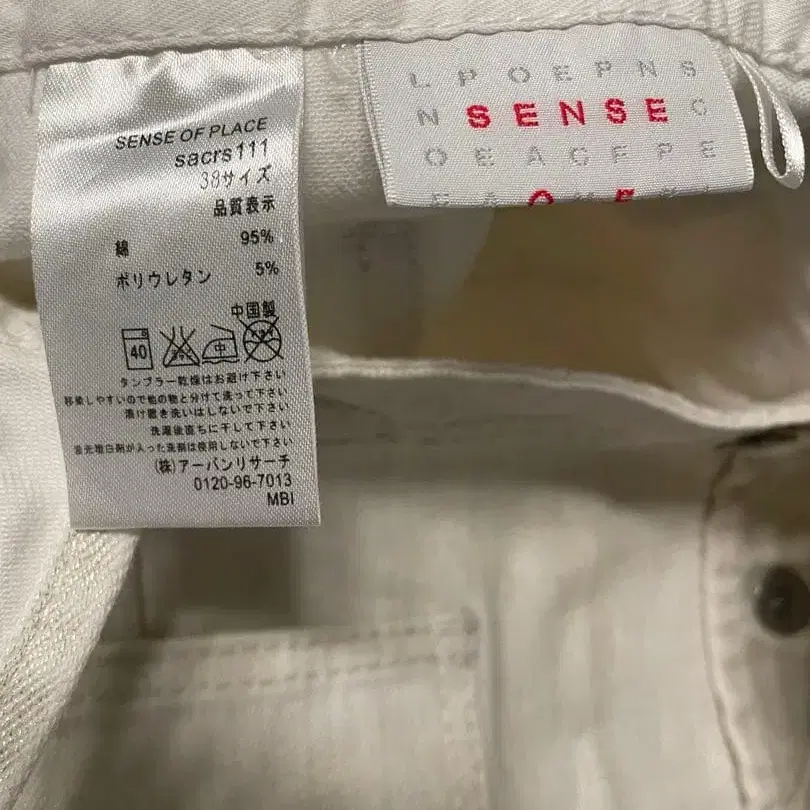 SENSE OF PLACE
sacrs111
38サイズ
品質表示
綿 95%
ポリウレタン 5%
中国製
40 中
タンブラー乾燥はお避け下さい
移染しやすいので他の物と分けて洗って下さい
漬け置き洗いはしないで下さい
洗濯後直ちに干して下さい
蛍光増白剤が入った洗剤は使用しないで下さい
(株)アーバンリサーチ
0120-96-7013
MBI
L P O E P N S
N SENSE C
O E A C F P E